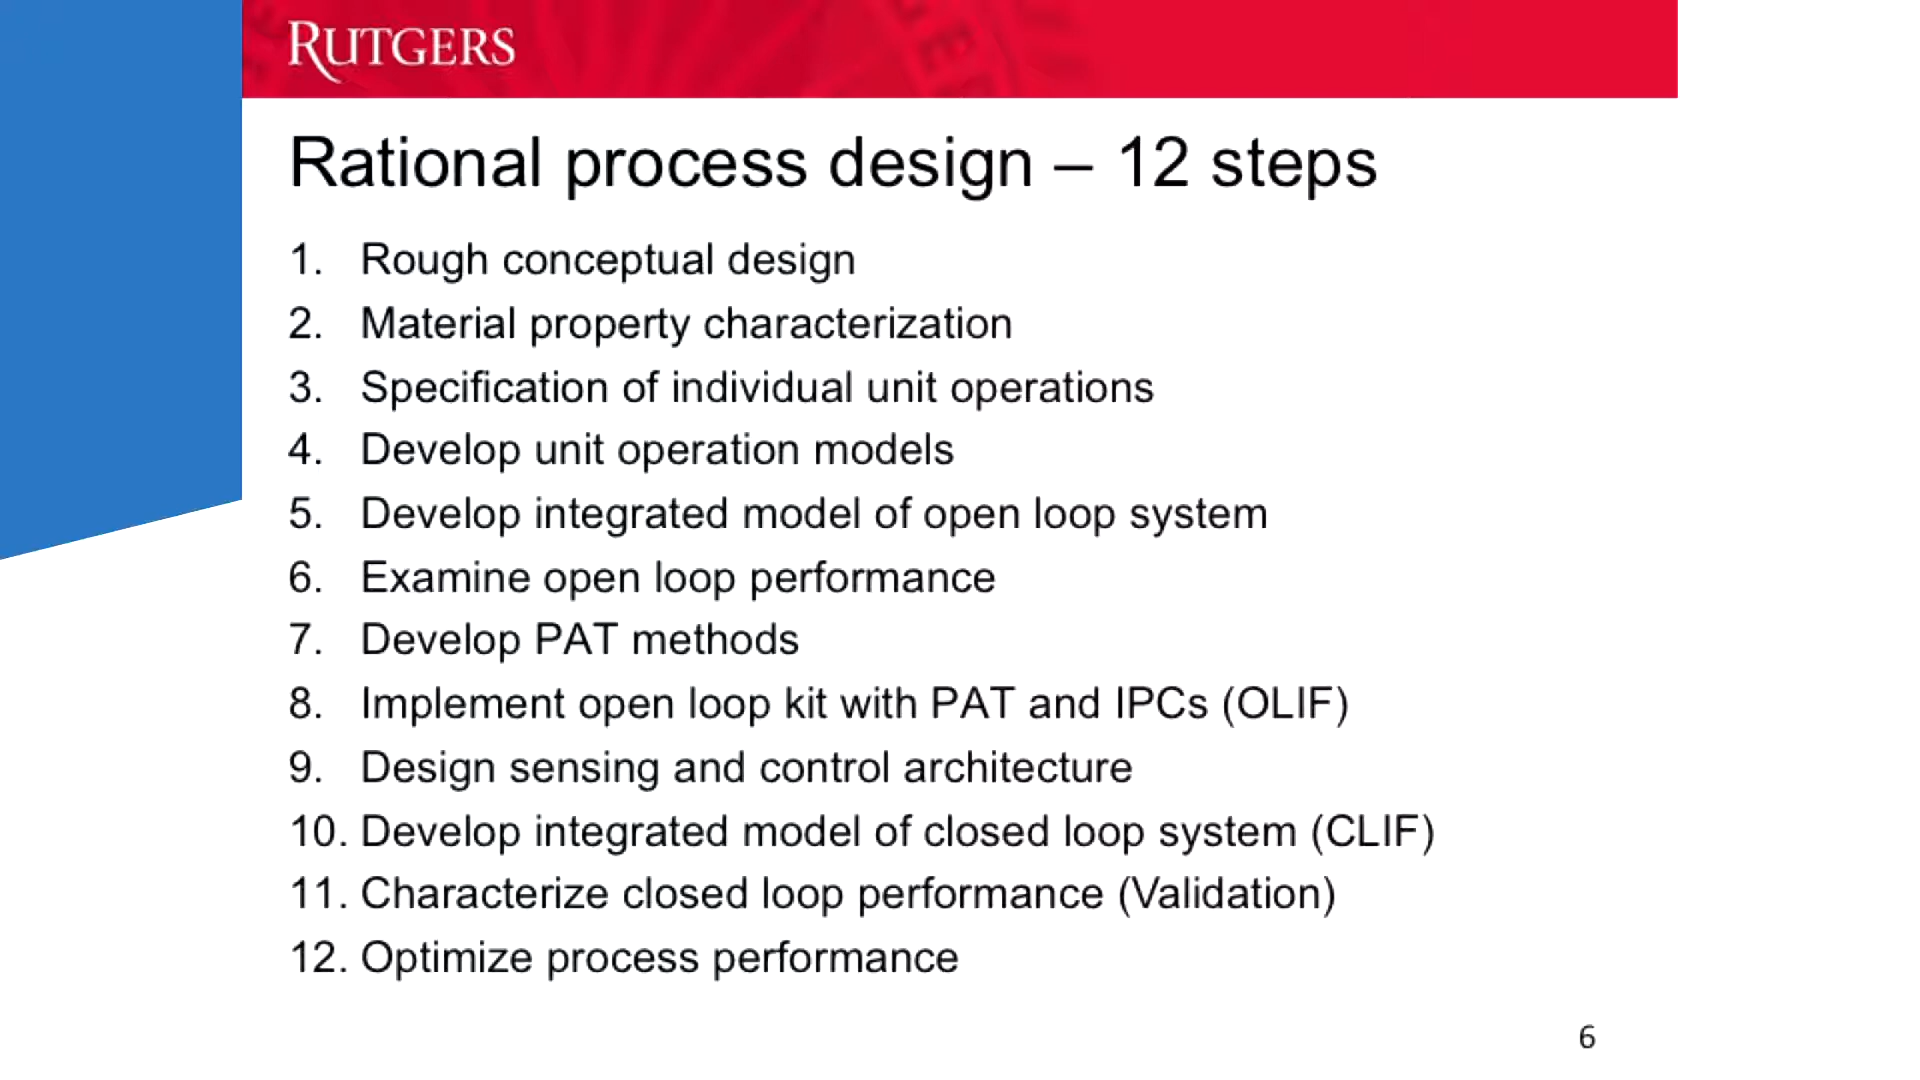 RUTGERS
Rational process design – 12 steps
1. Rough conceptual design
2. Material property characterization
3. Specification of individual unit operations
4. Develop unit operation models
5. Develop integrated model of open loop system
6. Examine open loop performance
7. Develop PAT methods
8. Implement open loop kit with PAT and IPCs (OLIF)
9. Design sensing and control architecture
10. Develop integrated model of closed loop system (CLIF)
11. Characterize closed loop performance (Validation)
12. Optimize process performance
6